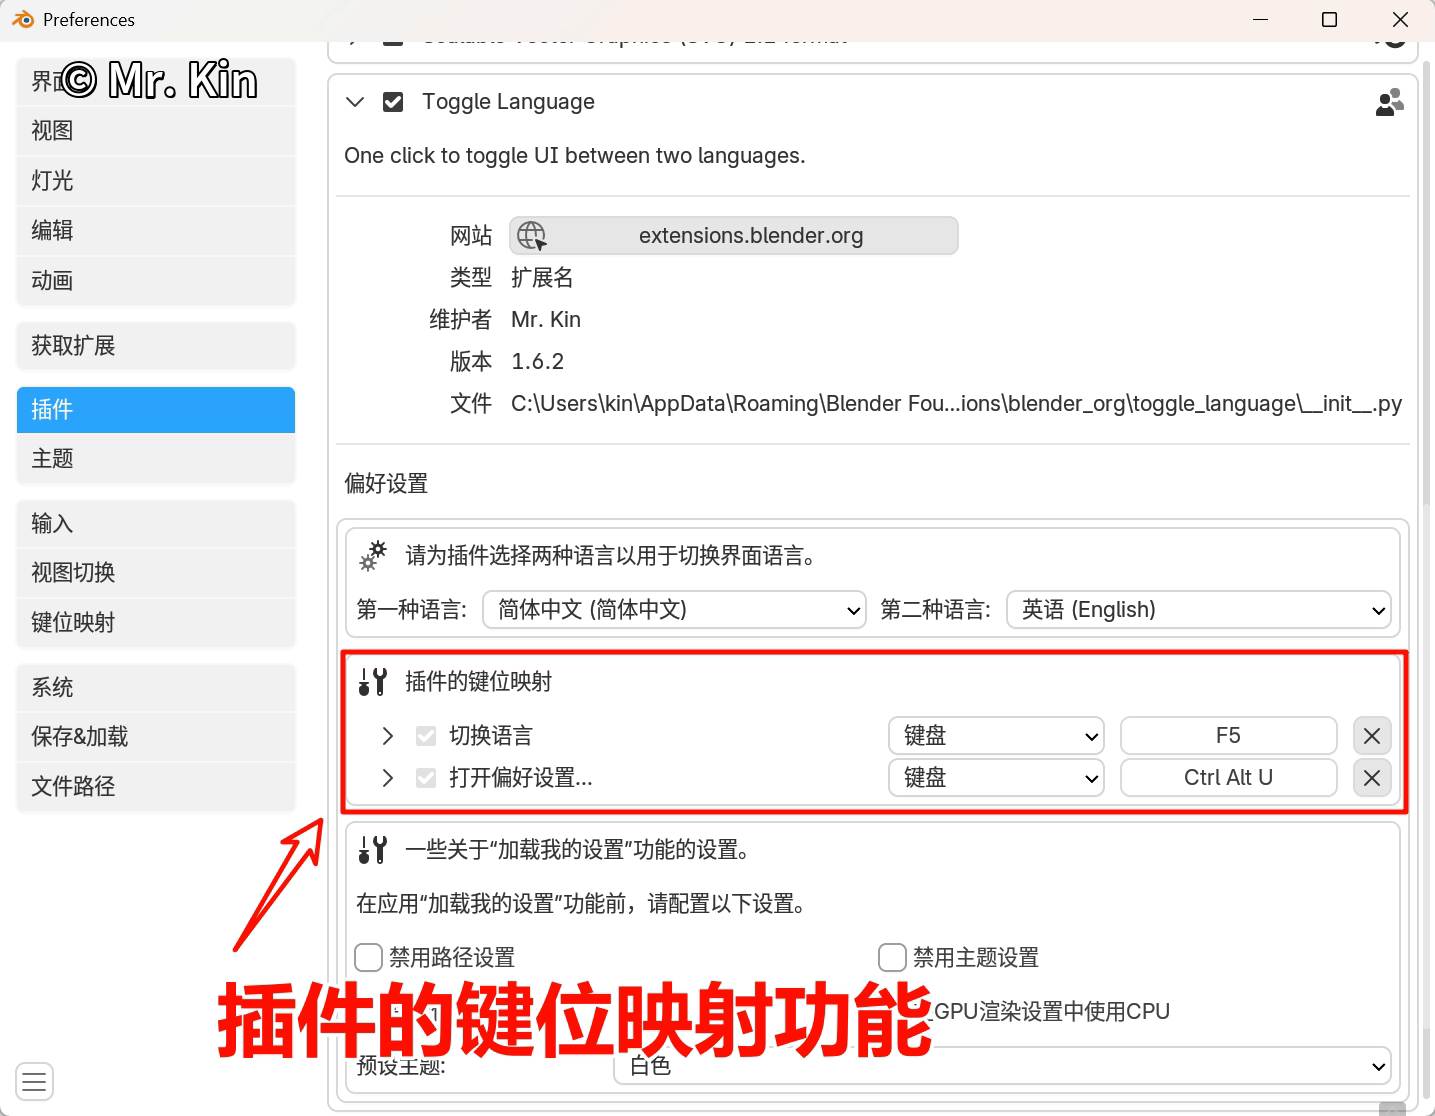 Preferences
© Mr. Kin
界面
视图
灯光
编辑
动画
获取扩展
插件
主题
输入
视图切换
键位映射
系统
保存&加载
文件路径
Toggle Language
One click to toggle UI between two languages.
网站 extensions.blender.org
类型 扩展名
维护者 Mr. Kin
版本 1.6.2
文件 C:\Users\kin\AppData\Roaming\Blender Fou...ions\blender_org\toggle_language\__init__.py
偏好设置
请为插件选择两种语言以用于切换界面语言。
第一种语言: 简体中文 (简体中文) 第二种语言: 英语 (English)
插件的键位映射
切换语言 键盘 F5
打开偏好设置... 键盘 Ctrl Alt U
一些关于“加载我的设置”功能的设置。
在应用“加载我的设置”功能前，请配置以下设置。
禁用路径设置 禁用主题设置
GPU渲染设置中使用CPU
插件的键位映射功能
预设主题: 白色